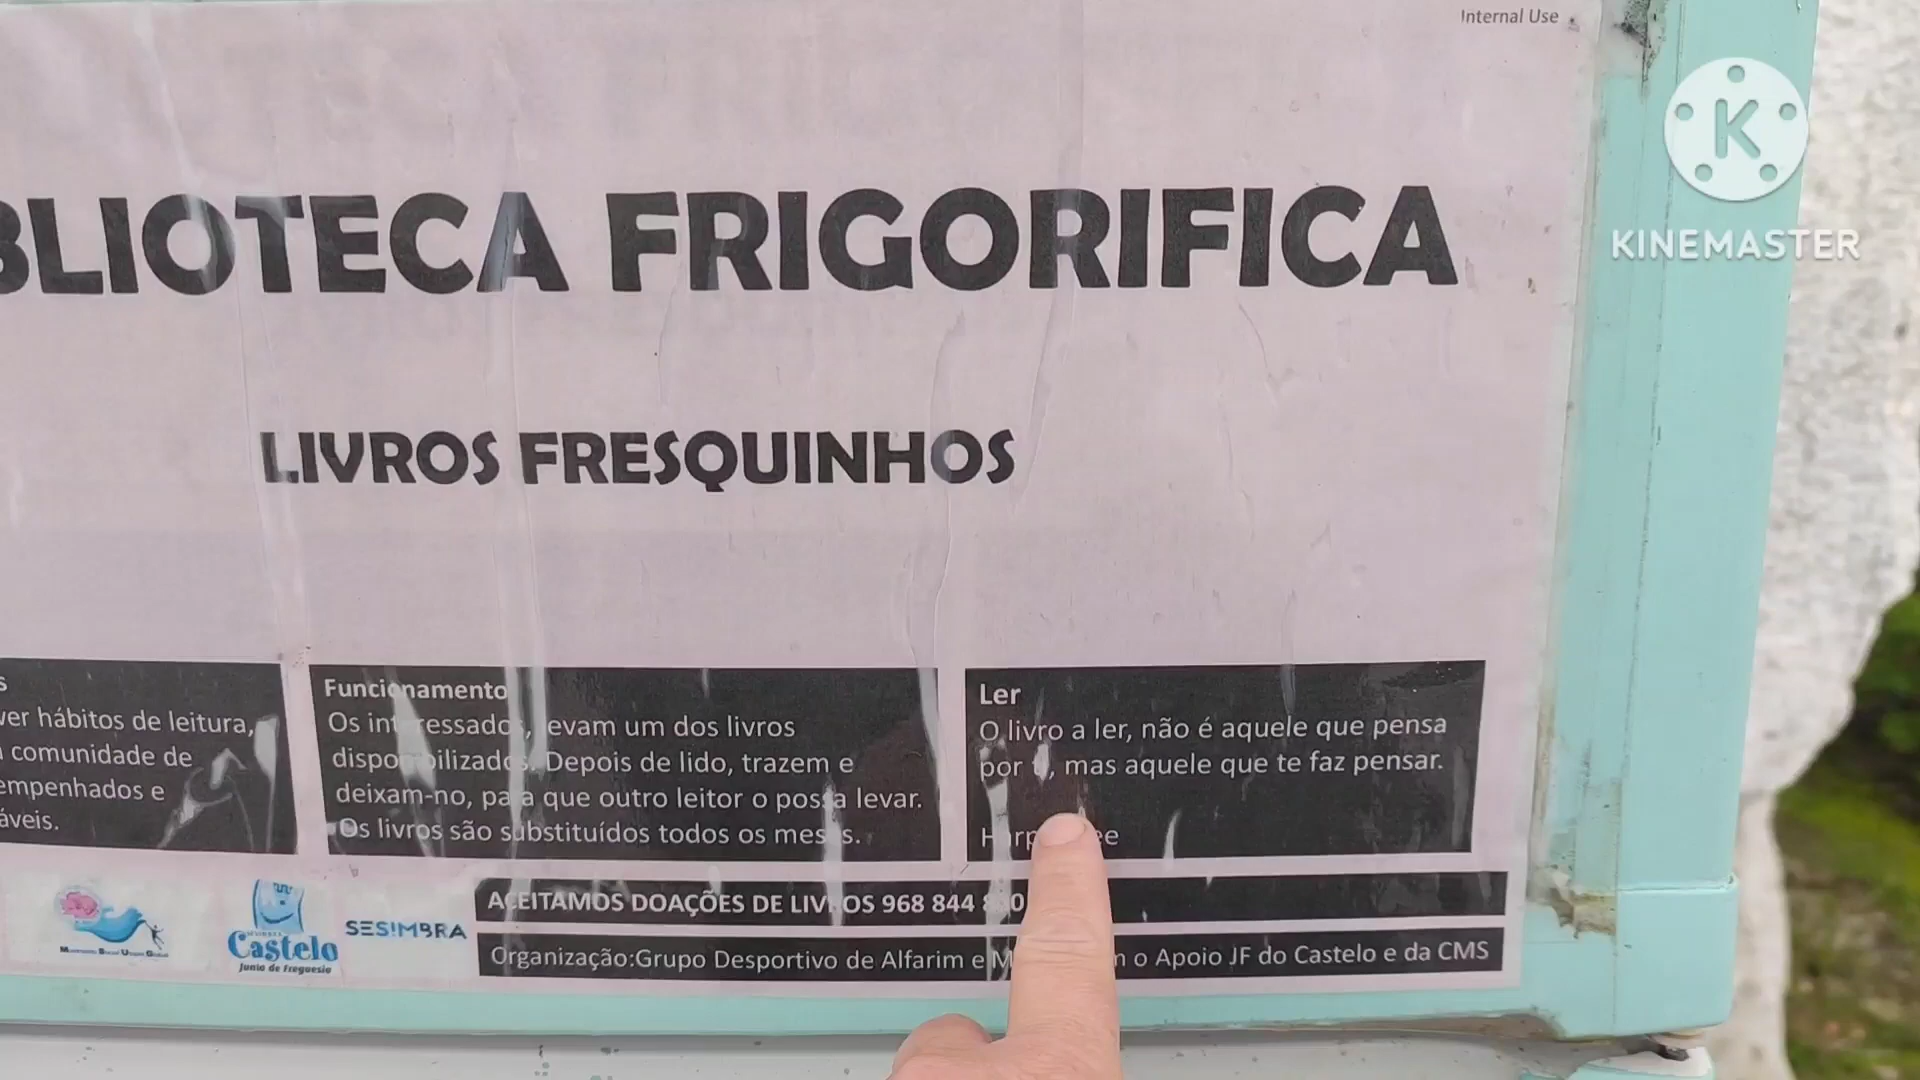 Internal Use
KINEMASTER
BLIOTECA FRIGORIFICA
LIVROS FRESQUINHOS
s
ver hábitos de leitura,
comunidade de
empenhados e
áveis.
Funcionamento
Os interessados, levam um dos livros
disponibilizados. Depois de lido, trazem e
deixam-no, para que outro leitor o possa levar.
Os livros são substituídos todos os meses.
Ler
O livro a ler, não é aquele que pensa
por ti, mas aquele que te faz pensar.
Castelo
Junta de Freguesia
SES!MBRA
ACEITAMOS DOAÇÕES DE LIVROS 968 844
Organização:Grupo Desportivo de Alfarim e
o Apoio JF do Castelo e da CMS